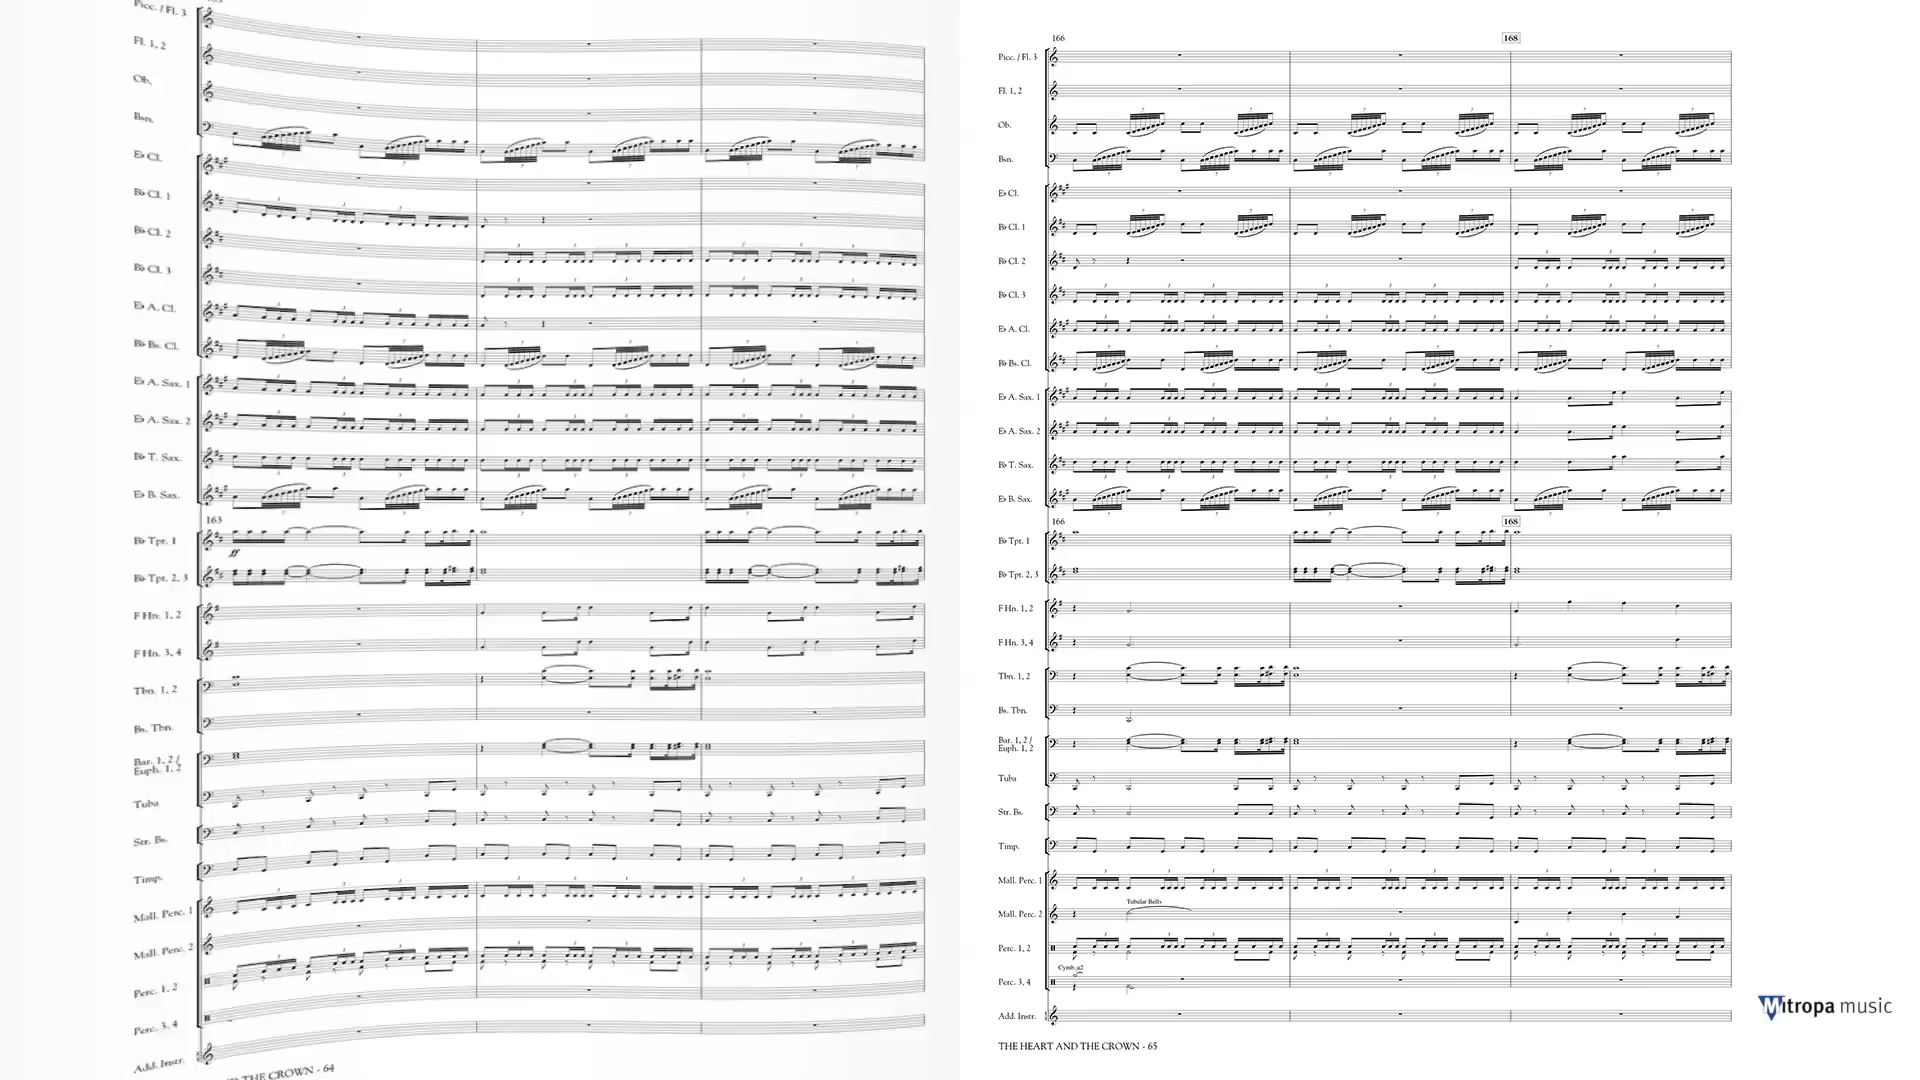 Picc. / Fl. 3
Fl. 1, 2
Ob.
Bsn.
E♭ Cl.
B♭ Cl. 1
B♭ Cl. 2
B♭ Cl. 3
E♭ A. Cl.
B♭ Bs. Cl.
E♭ A. Sax. 1
E♭ A. Sax. 2
B♭ T. Sax.
E♭ B. Sax.
163
B♭ Tpt. 1
ff
B♭ Tpt. 2, 3
F Hn. 1, 2
F Hn. 3, 4
Tbn. 1, 2
Bs. Tbn.
Bar. 1, 2 /
Euph. 1, 2
Tuba
Str. Bs.
Timp.
Mall. Perc. 1
Mall. Perc. 2
Perc. 1, 2
Perc. 3, 4
Add. Instr.
THE CROWN - 64
166 168
Picc. / Fl. 3
Fl. 1, 2
Ob.
Bsn.
E♭ Cl.
B♭ Cl. 1
B♭ Cl. 2
B♭ Cl. 3
E♭ A. Cl.
B♭ Bs. Cl.
E♭ A. Sax. 1
E♭ A. Sax. 2
B♭ T. Sax.
E♭ B. Sax.
166 168
B♭ Tpt. 1
B♭ Tpt. 2, 3
F Hn. 1, 2
F Hn. 3, 4
Tbn. 1, 2
Bs. Tbn.
Bar. 1, 2 /
Euph. 1, 2
Tuba
Str. Bs.
Timp.
Mall. Perc. 1
Tubular Bells
Mall. Perc. 2
Perc. 1, 2
Cymb. a2
Perc. 3, 4
Add. Instr.
THE HEART AND THE CROWN - 65
Mitropa music